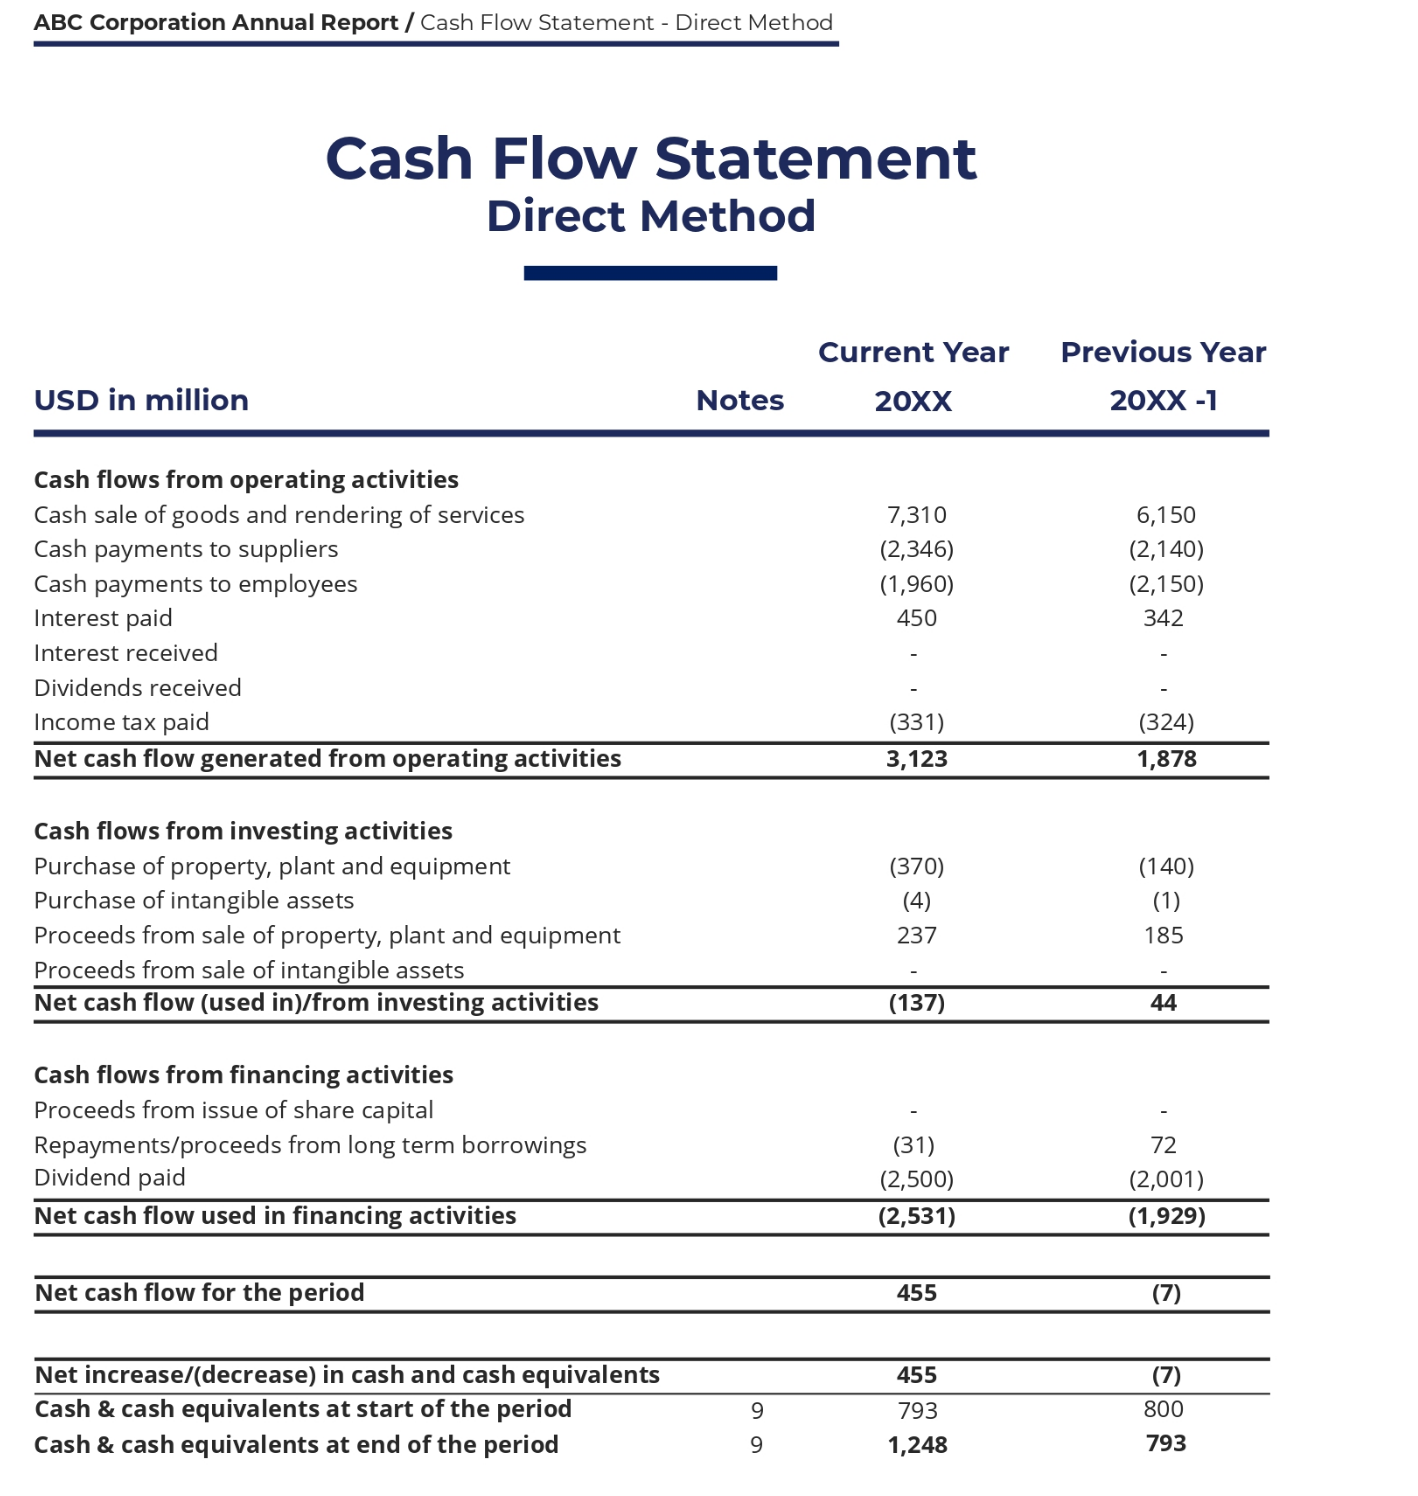 ABC Corporation Annual Report / Cash Flow Statement - Direct Method
Cash Flow Statement
Direct Method
Current Year Previous Year
USD in million Notes 20XX 20XX -1
Cash flows from operating activities
Cash sale of goods and rendering of services 7,310 6,150
Cash payments to suppliers (2,346) (2,140)
Cash payments to employees (1,960) (2,150)
Interest paid 450 342
Interest received - -
Dividends received - -
Income tax paid (331) (324)
Net cash flow generated from operating activities 3,123 1,878
Cash flows from investing activities
Purchase of property, plant and equipment (370) (140)
Purchase of intangible assets (4) (1)
Proceeds from sale of property, plant and equipment 237 185
Proceeds from sale of intangible assets - -
Net cash flow (used in)/from investing activities (137) 44
Cash flows from financing activities
Proceeds from issue of share capital - -
Repayments/proceeds from long term borrowings (31) 72
Dividend paid (2,500) (2,001)
Net cash flow used in financing activities (2,531) (1,929)
Net cash flow for the period 455 (7)
Net increase/(decrease) in cash and cash equivalents 455 (7)
Cash & cash equivalents at start of the period 9 793 800
Cash & cash equivalents at end of the period 9 1,248 793